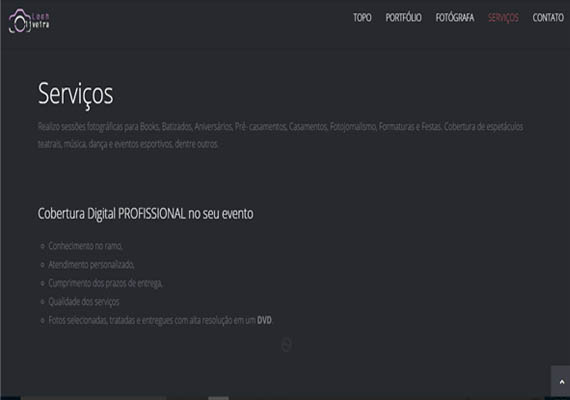 TOPO PORTFÓLIO FOTÓGRAFA SERVIÇOS CONTATO
Serviços
Realizo sessões fotográficas para Books, Batizados, Aniversários, Pré- casamentos, Casamentos, Fotojornalismo, Formaturas e Festas. Cobertura de espetáculos
teatrais, música, dança e eventos esportivos, dentre outros.
Cobertura Digital PROFISSIONAL no seu evento
Conhecimento no ramo,
Atendimento personalizado,
Cumprimento dos prazos de entrega,
Qualidade dos serviços
Fotos selecionadas, tratadas e entregues com alta resolução em um DVD.